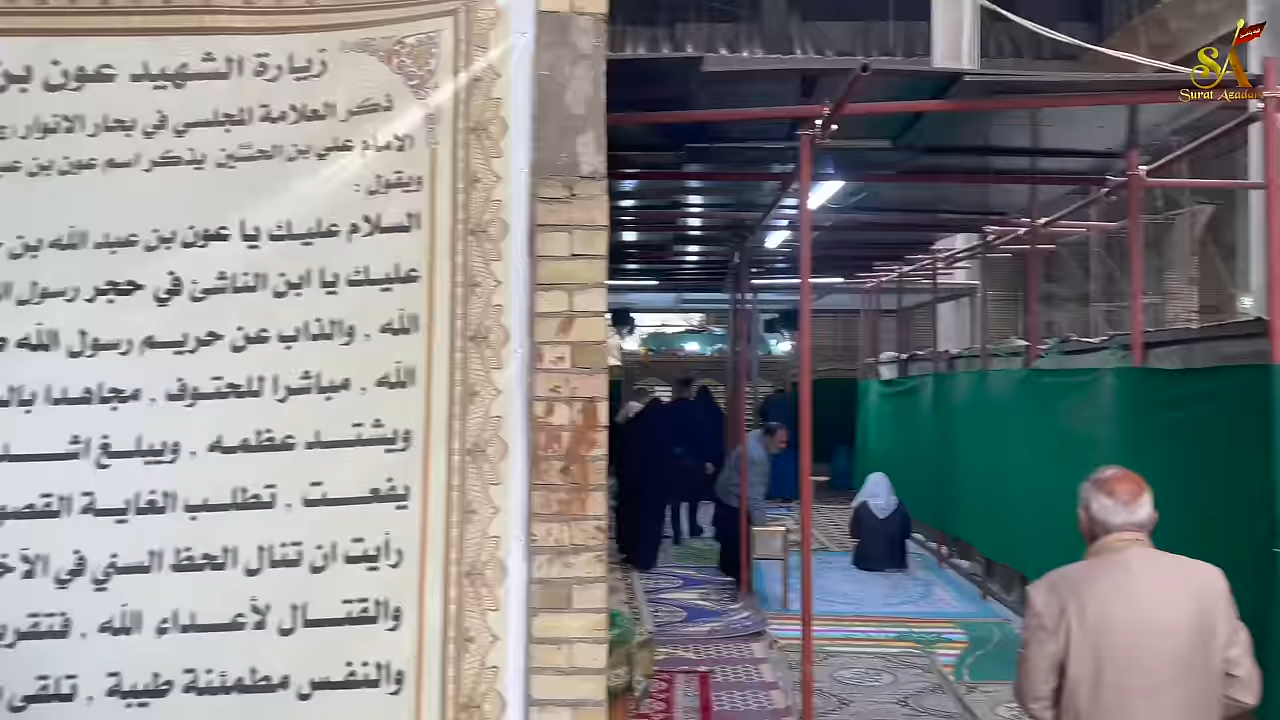 زيارة الشهيد عون بن
ذكر العلامة المجلسي في بحار الانوار
الامام علي بن الحسين يذكر اسم عون بن
ويقول :
السلام عليك يا عون بن عبد الله بن
عليك يا ابن الناشئ في حجر رسول
الله . والذاب عن حريم رسول الله
الله . مباشرا للحتوف . مجاهدا
ويشتد عظمه . ويبلغ
يفعت . تطلب الغاية
رأيت ان تنال الحظ السني في
والقتال لأعداء الله .
والنفس مطمئنة طيبة . تلقى
SA
Surat Azadari